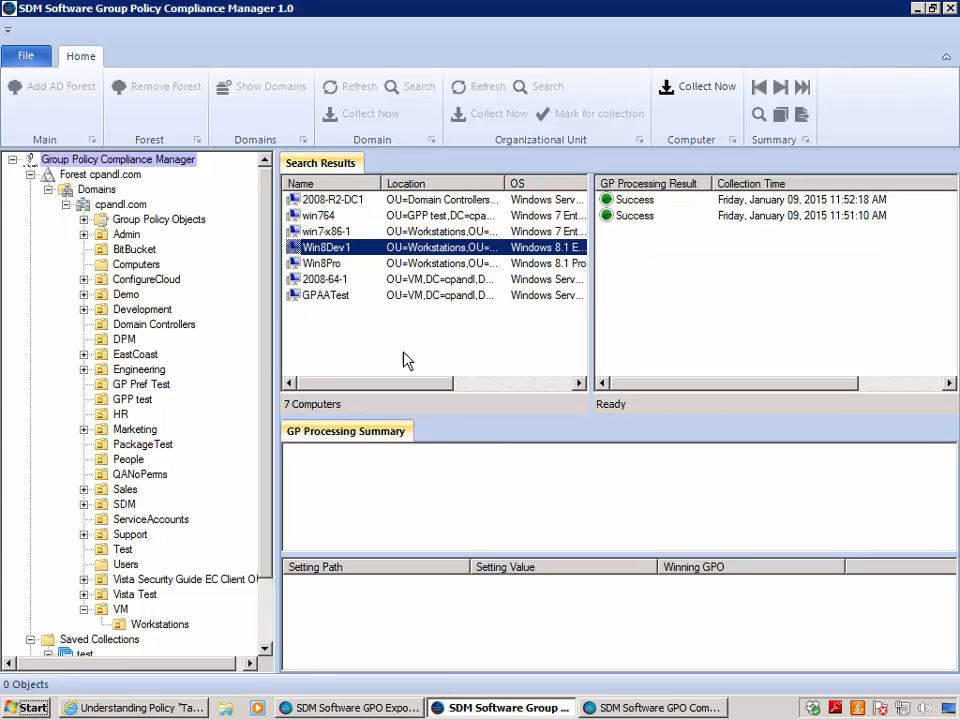 SDM Software Group Policy Compliance Manager 1.0
File
Home
Add AD Forest
Remove Forest
Show Domains
Refresh
Search
Refresh
Search
Collect Now
Collect Now
Collect Now
Mark for collection
Main
Forest
Domains
Domain
Organizational Unit
Computer
Summary
Group Policy Compliance Manager
Forest cpandl.com
Domains
cpandl.com
Group Policy Objects
Admin
BitBucket
Computers
ConfigureCloud
Demo
Development
Domain Controllers
DPM
EastCoast
Engineering
GP Pref Test
GPP test
HR
Marketing
PackageTest
People
QANoPerms
Sales
SDM
ServiceAccounts
Support
Test
Users
Vista Security Guide EC Client O
Vista Test
VM
Workstations
Saved Collections
test
Search Results
Name Location OS
2008-R2-DC1 OU=Domain Controllers... Windows Serv...
win764 OU=GPP test,DC=cpa... Windows 7 Ent...
win7-x86-1 OU=Workstations,OU=... Windows 7 Ent...
Win8Dev1 OU=Workstations,OU=... Windows 8.1 E...
Win8Pro OU=Workstations,OU=... Windows 8.1 Pro
2008-64-1 OU=VM,DC=cpandl,D... Windows Serv...
GPAATest OU=VM,DC=cpandl,D... Windows Serv...
7 Computers
GP Processing Result Collection Time
Success Friday, January 09, 2015 11:52:18 AM
Success Friday, January 09, 2015 11:51:10 AM
Ready
GP Processing Summary
Setting Path Setting Value Winning GPO
0 Objects
Start
Understanding Policy "Ta...
SDM Software GPO Expo...
SDM Software Group ...
SDM Software GPO Com...